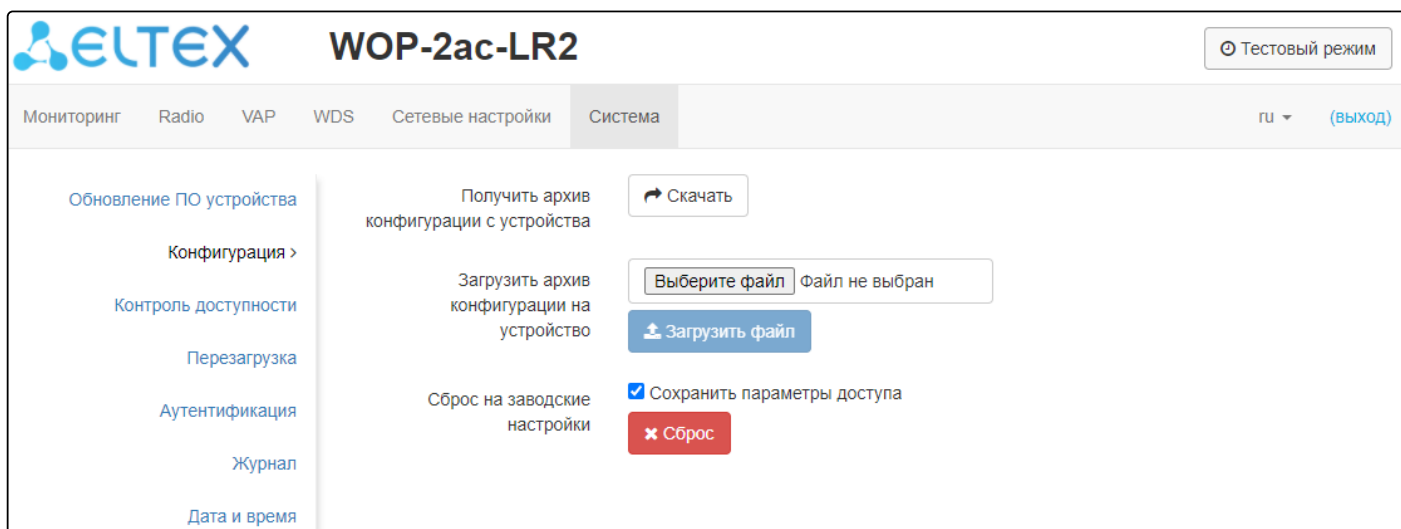 ELTEX WOP-2ac-LR2 Тестовый режим
Мониторинг Radio VAP WDS Сетевые настройки Система ru (выход)
Обновление ПО устройства
Конфигурация >
Контроль доступности
Перезагрузка
Аутентификация
Журнал
Дата и время
Получить архив
конфигурации с устройства
Скачать
Загрузить архив
конфигурации на
устройство
Выберите файл Файл не выбран
Загрузить файл
Сброс на заводские
настройки
Сохранить параметры доступа
Сброс